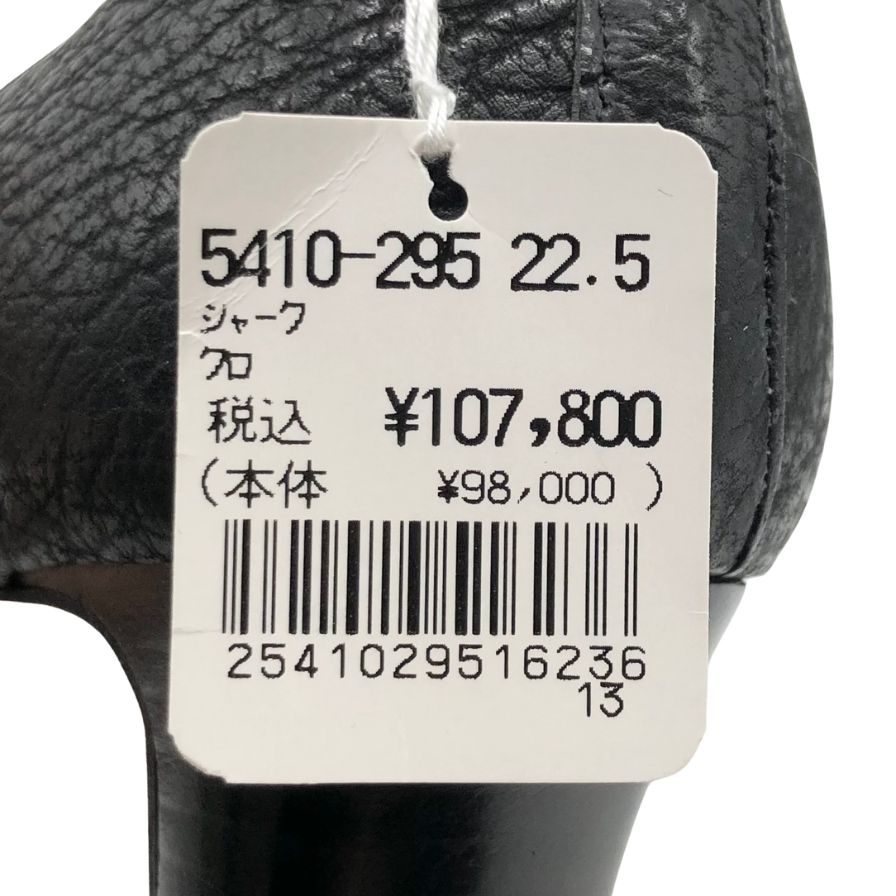 5410-295 22.5
シャーク
クロ
税込 ¥107,800
(本体 ¥98,000 )
2541029516236
13